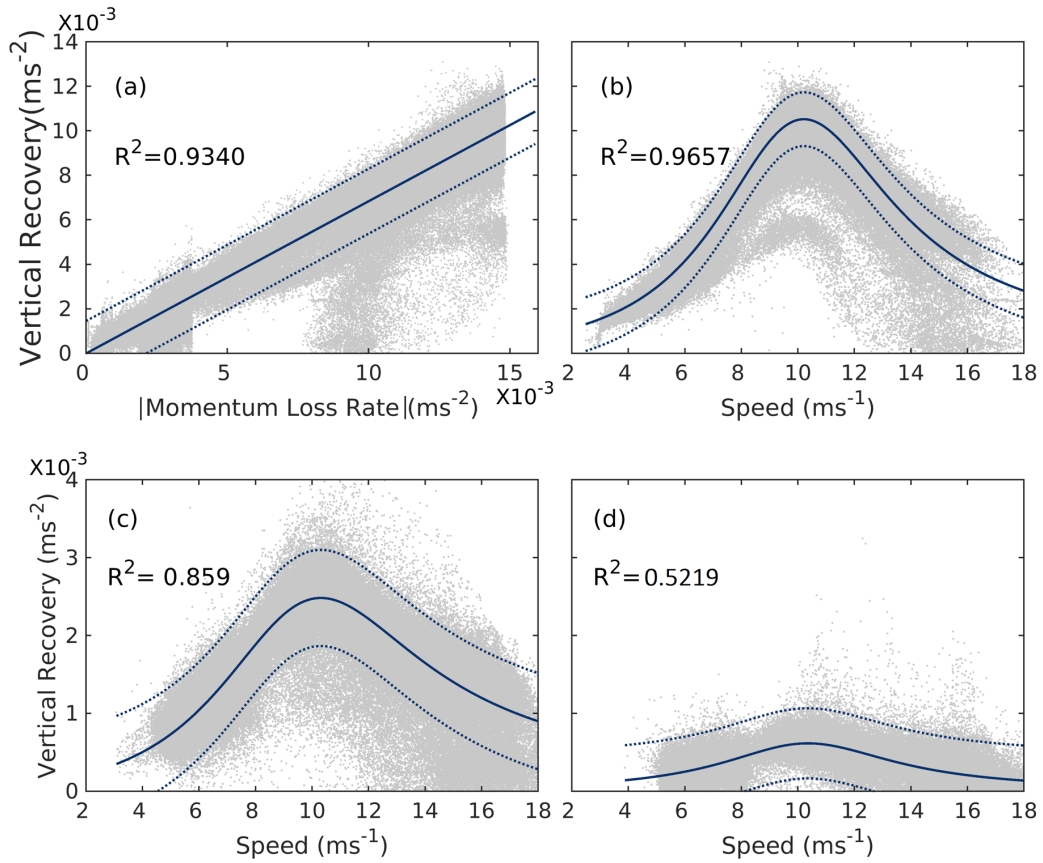 X10⁻³
14
12
10
8
6
4
2
0
Vertical Recovery(ms⁻²)
(a)
R²=0.9340
0 5 10 15
X10⁻³
|Momentum Loss Rate|(ms⁻²)
(b)
R²=0.9657
2 4 6 8 10 12 14 16 18
Speed (ms⁻¹)
X10⁻³
4
3
2
1
0
Vertical Recovery (ms⁻²)
(c)
R²= 0.859
2 4 6 8 10 12 14 16 18
Speed (ms⁻¹)
(d)
R²=0.5219
2 4 6 8 10 12 14 16 18
Speed (ms⁻¹)